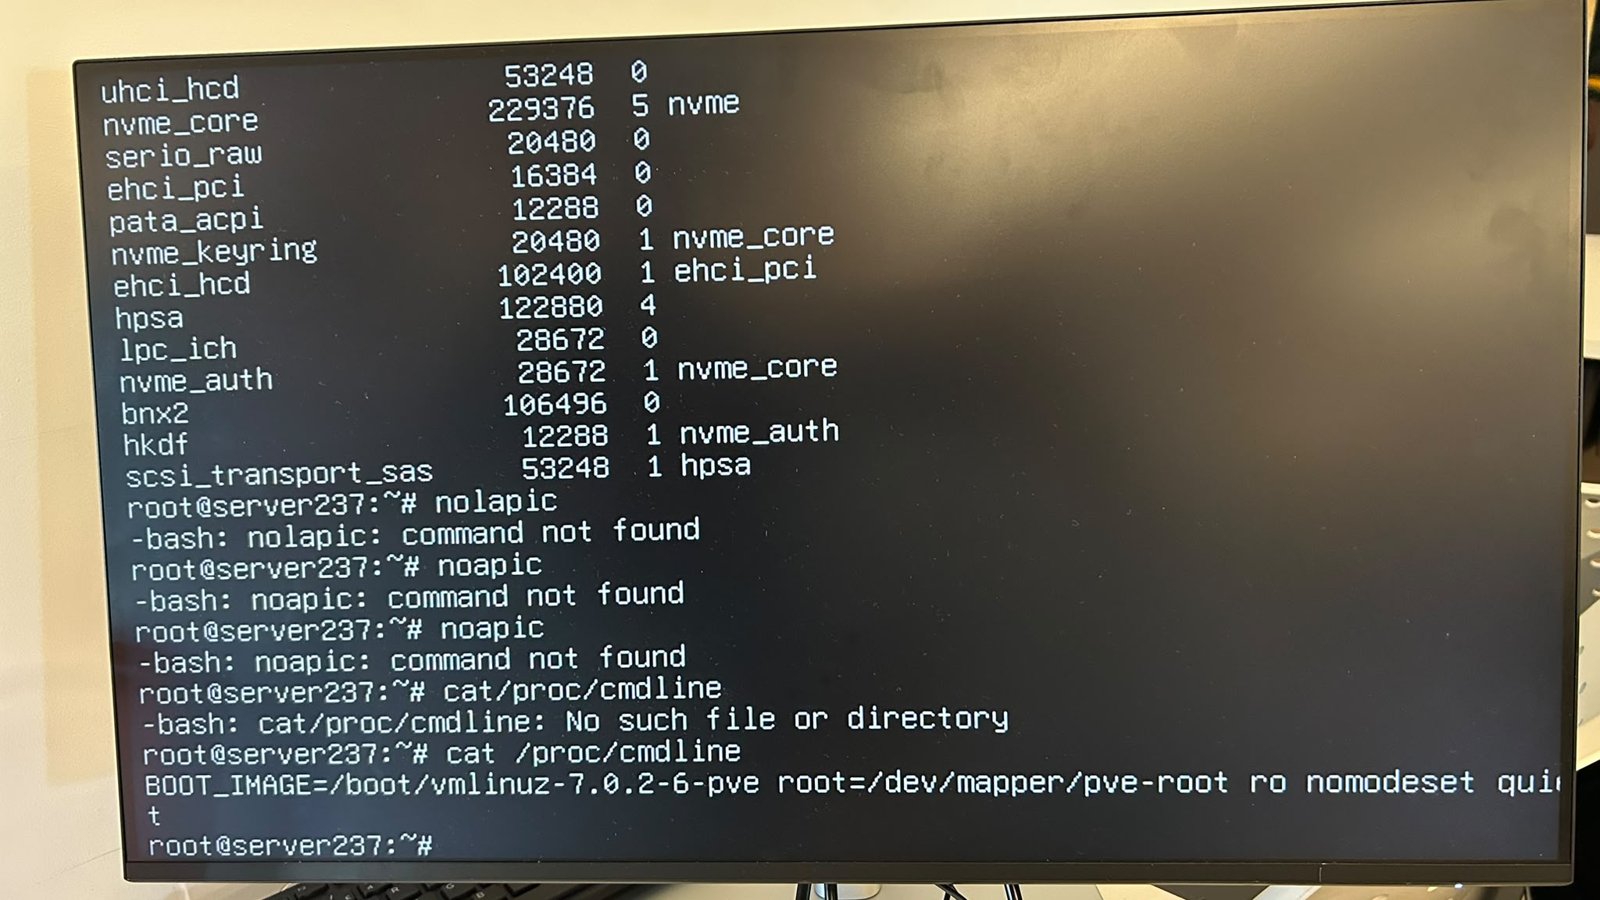 uhci_hcd 53248 0
nvme_core 229376 5 nvme
serio_raw 20480 0
ehci_pci 16384 0
pata_acpi 12288 0
nvme_keyring 20480 1 nvme_core
ehci_hcd 102400 1 ehci_pci
hpsa 122880 4
lpc_ich 28672 0
nvme_auth 28672 1 nvme_core
bnx2 106496 0
hkdf 12288 1 nvme_auth
scsi_transport_sas 53248 1 hpsa
root@server237:~# nolapic
-bash: nolapic: command not found
root@server237:~# noapic
-bash: noapic: command not found
root@server237:~# noapic
-bash: noapic: command not found
root@server237:~# cat/proc/cmdline
-bash: cat/proc/cmdline: No such file or directory
root@server237:~# cat /proc/cmdline
BOOT_IMAGE=/boot/vmlinuz-7.0.2-6-pve root=/dev/mapper/pve-root ro nomodeset quie
t
root@server237:~#